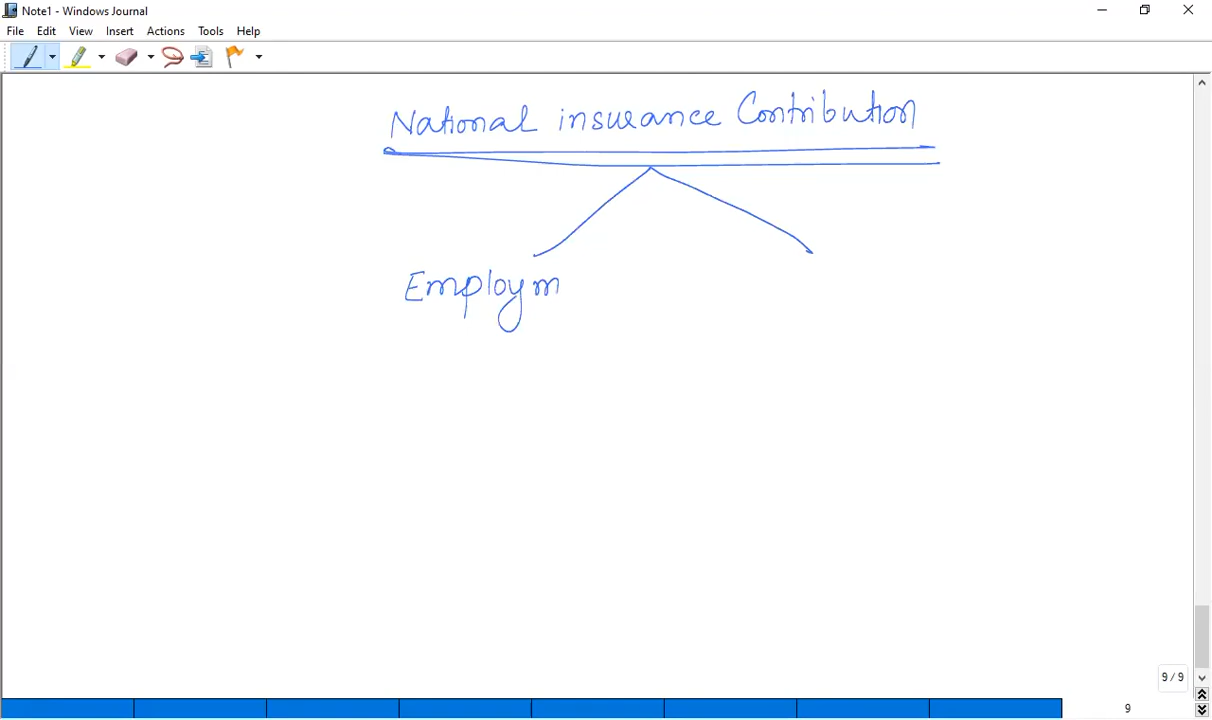 Note1 - Windows Journal
File Edit View Insert Actions Tools Help
National insurance Contribution
Employm
9 / 9
9